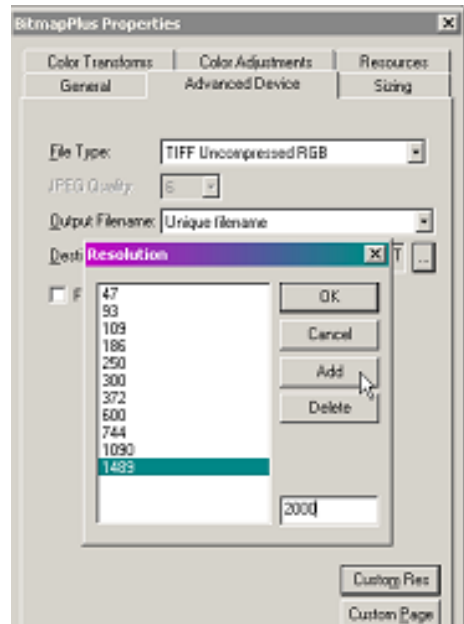 BitmapPlus Properties
Color Transforms Color Adjustments Resources
General Advanced Device Sizing
File Type: TIFF Uncompressed RGB
JPEG Quality: 6
Output Filename: Unique filename
Desti T ...
F
Resolution
47
93
109
186
250
300
372
600
744
1090
1489
OK
Cancel
Add
Delete
2000
Custom Res
Custom Page